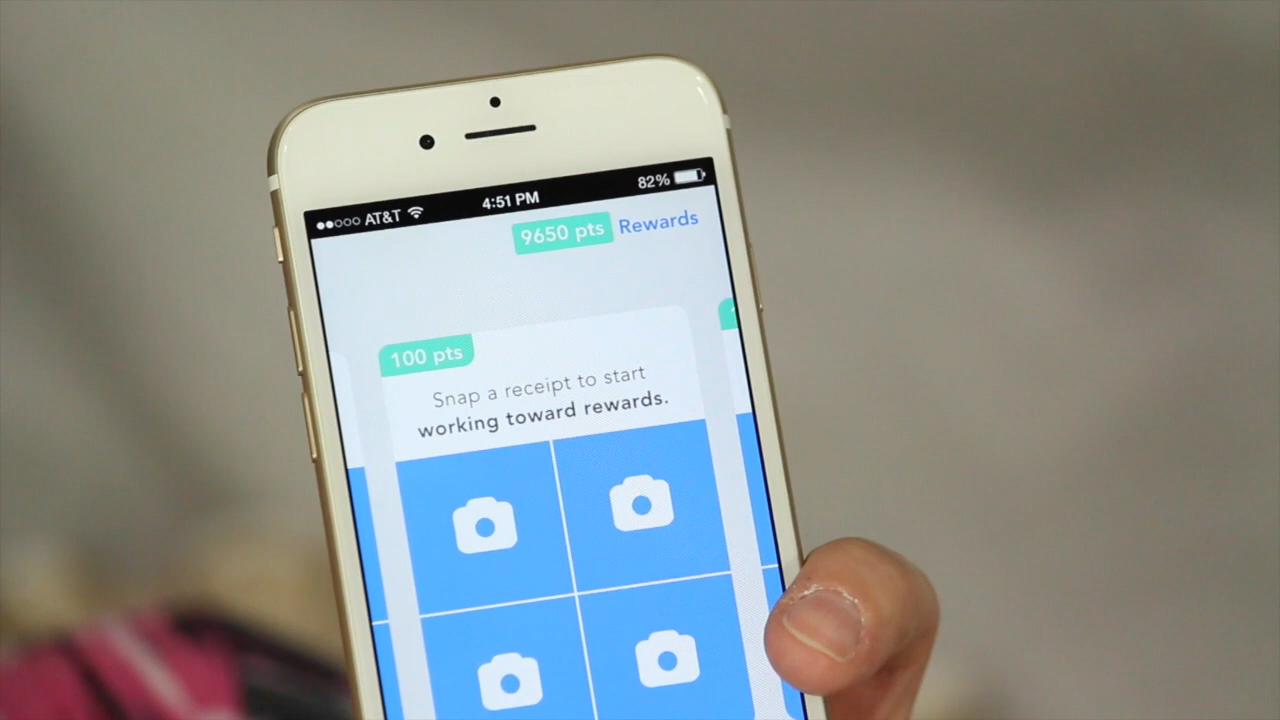 AT&T 4:51 PM 82%
9650 pts Rewards
100 pts
Snap a receipt to start
working toward rewards.